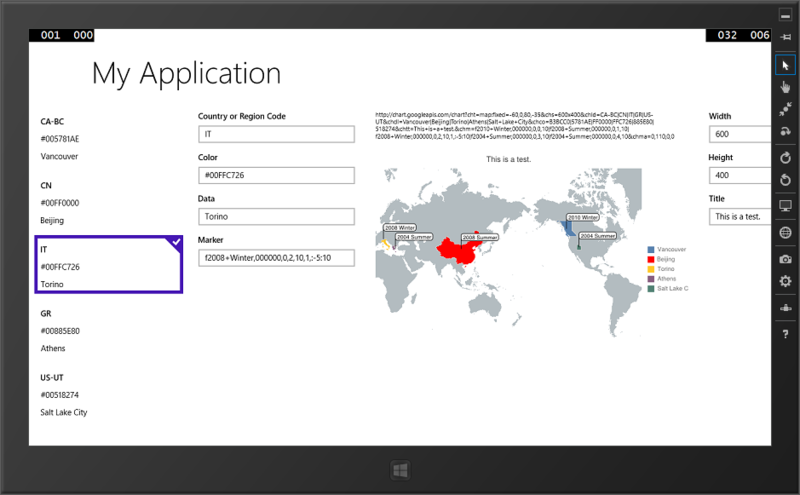 001 000
032 006
My Application
CA-BC
#005781AE
Vancouver
CN
#00FF0000
Beijing
IT
#00FFC726
Torino
GR
#00885E80
Athens
US-UT
#00518274
Salt Lake City
Country or Region Code
IT
Color
#00FFC726
Data
Torino
Marker
f2008+Winter,000000,0,2,10,1,:-5:10
http://chart.googleapis.com/chart?cht=map:fixed=-60,0,80,-35&chs=600x400&chld=CA-BC|CN|IT|GR|US-
UT&chdl=Vancouver|Beijing|Torino|Athens|Salt+Lake+City&chco=B3BCC0|5781AE|FF0000|FFC726|885E80|
518274&chtt=This+is+a+test.&chm=f2010+Winter,000000,0,0,10|f2008+Summer,000000,0,1,10|
f2008+Winter,000000,0,2,10,1,:-5:10|f2004+Summer,000000,0,3,10|f2004+Summer,000000,0,4,10&chma=0,110,0,0
This is a test.
2008 Winter
2004 Summer
2008 Summer
2010 Winter
2004 Summer
Vancouver
Beijing
Torino
Athens
Salt Lake C
Width
600
Height
400
Title
This is a test.
?